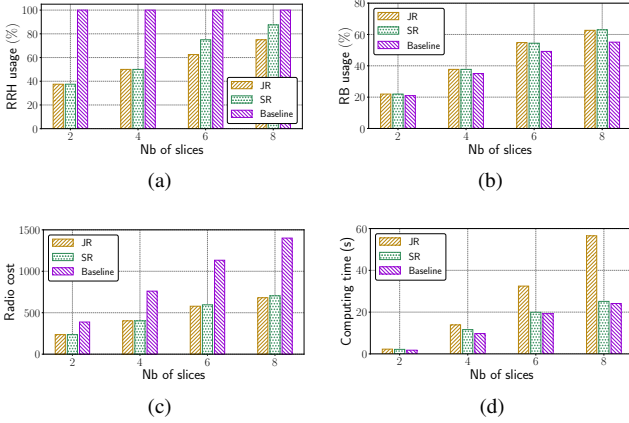 RRH usage (%)
100
80
60
40
20
0
JR
SR
Baseline
2 4 6 8
Nb of slices
(a)
RB usage (%)
80
60
40
20
0
JR
SR
Baseline
2 4 6 8
Nb of slices
(b)
Radio cost
1500
1000
500
0
JR
SR
Baseline
2 4 6 8
Nb of slices
(c)
Computing time (s)
60
40
20
0
JR
SR
Baseline
2 4 6 8
Nb of slices
(d)